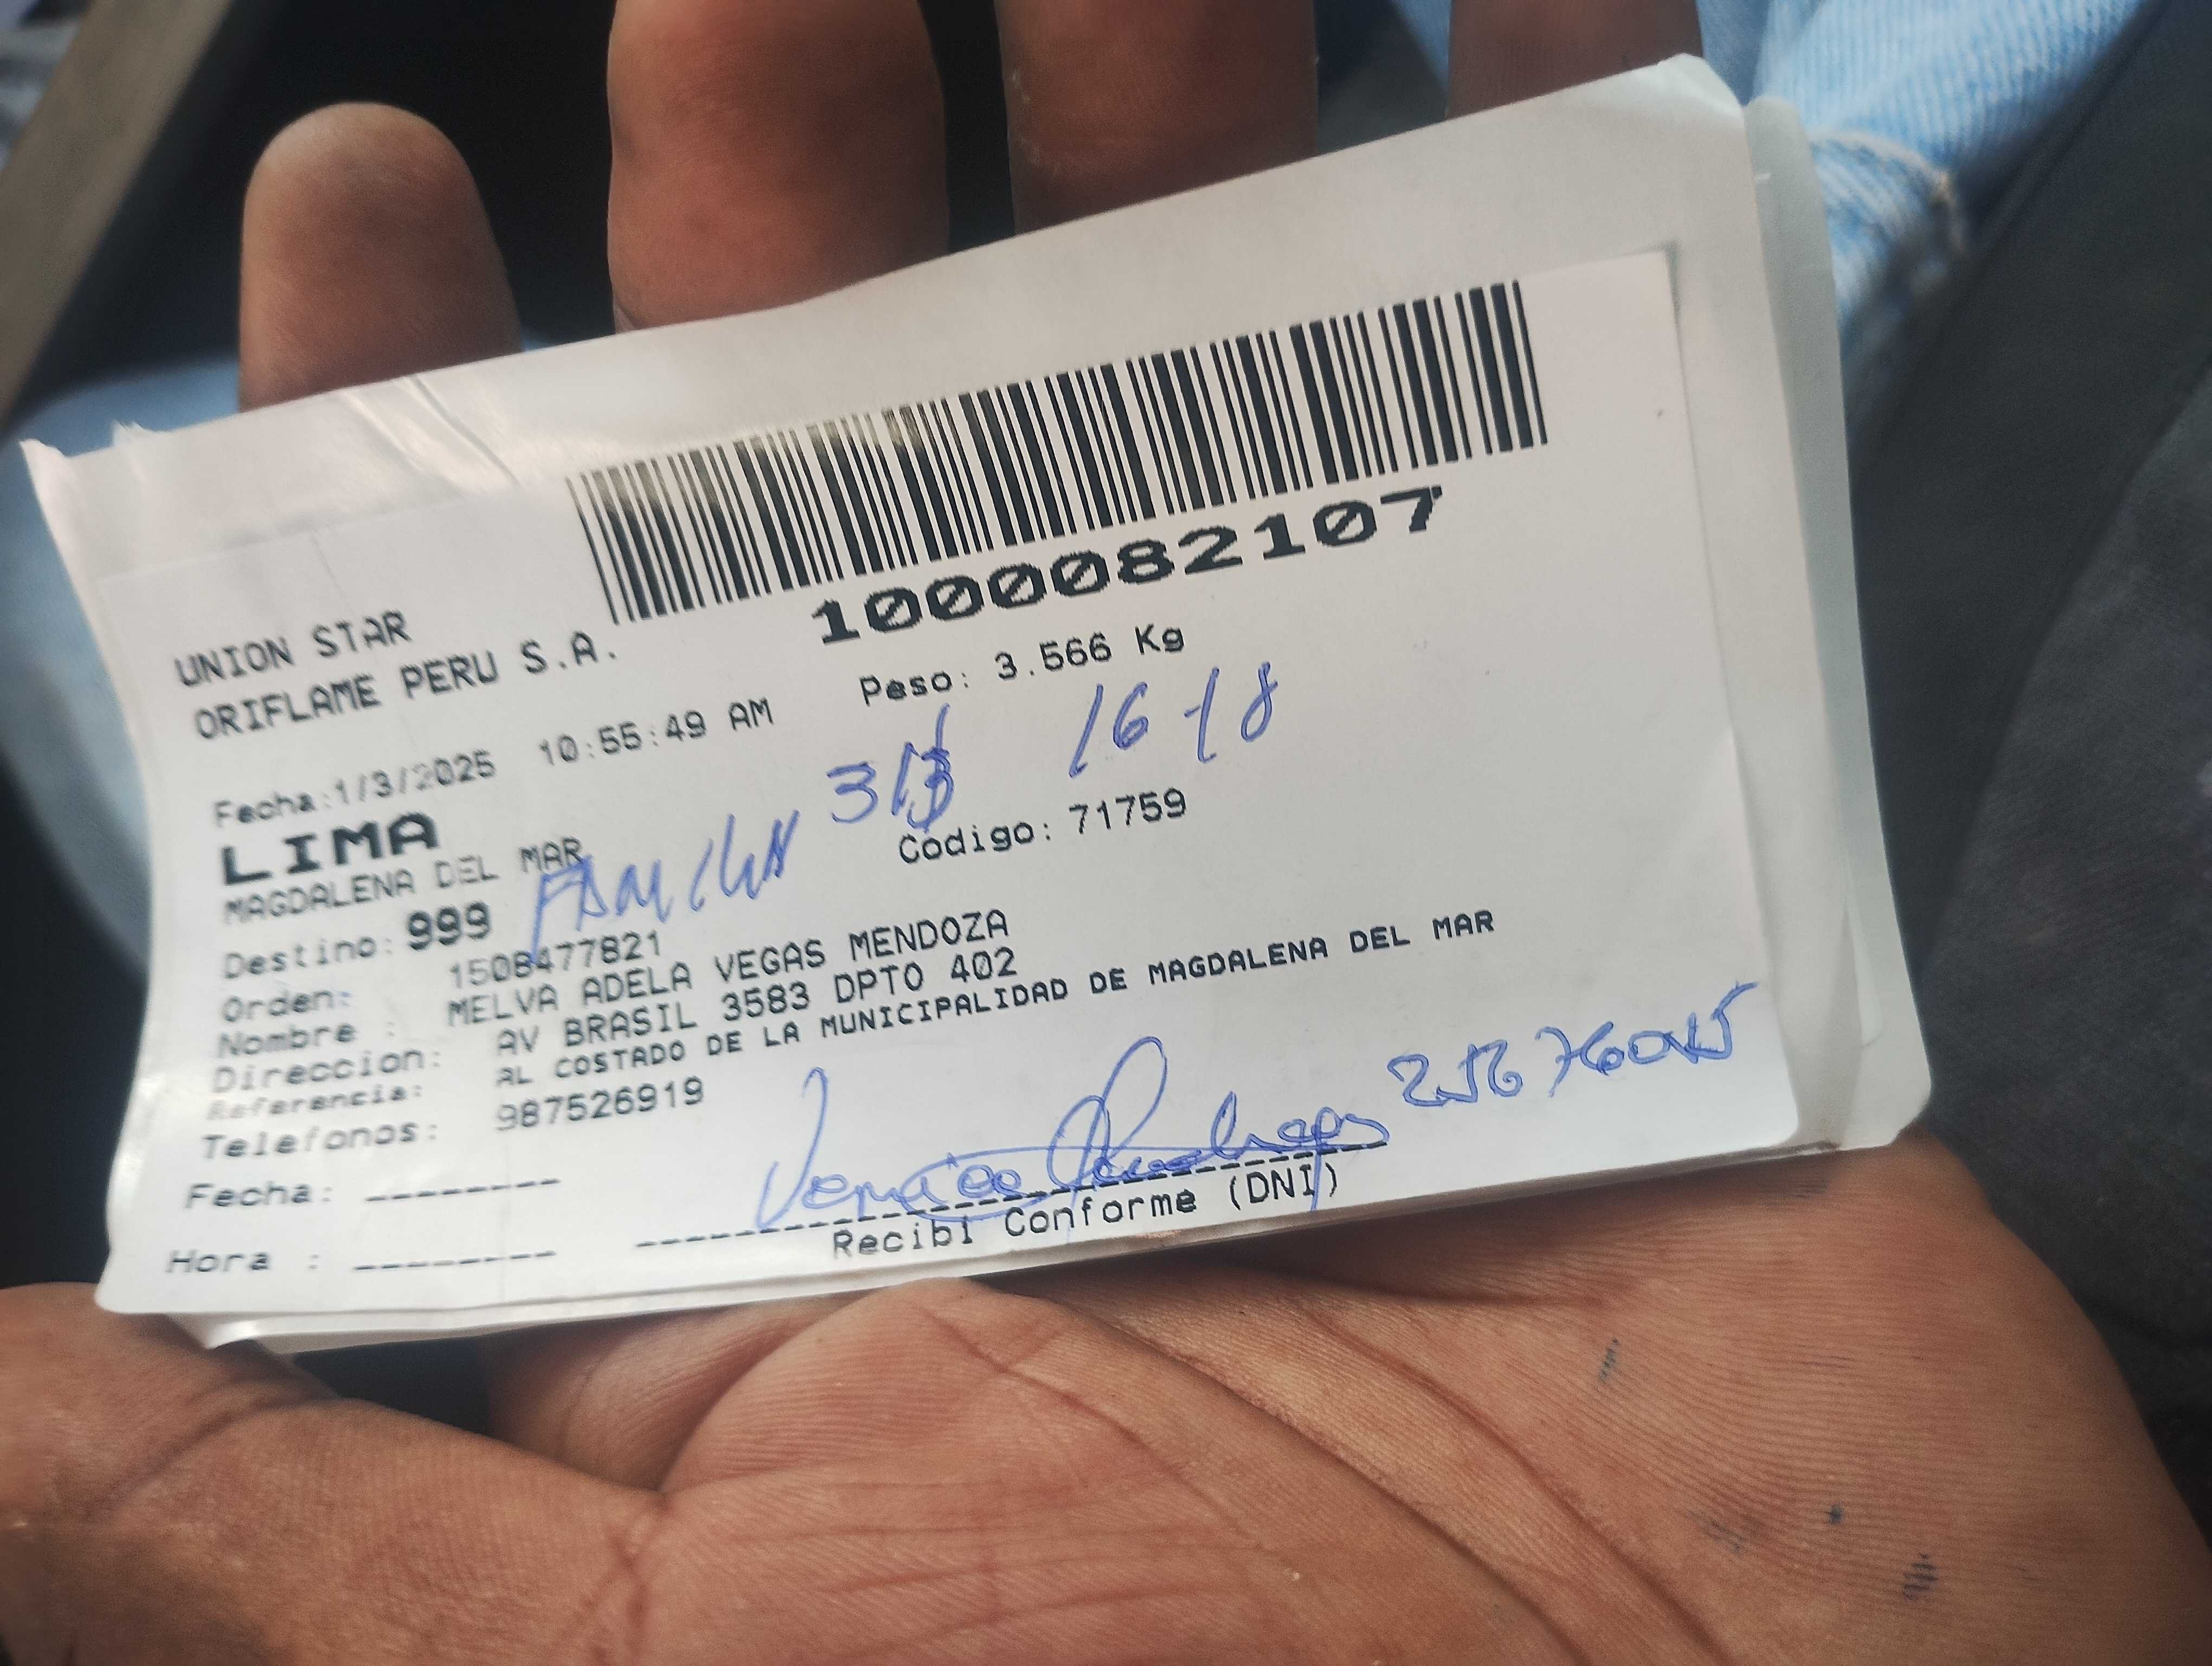 1000082107
UNION STAR
ORIFLAME PERU S.A.
Peso: 3.566 Kg
Fecha:1/3/2025 10:55:49 AM
16-18
LIMA
MAGDALENA DEL MAR
Codigo: 71759
Destino: 999
Orden: 1508477821
Nombre : MELVA ADELA VEGAS MENDOZA
Direccion: AV BRASIL 3583 DPTO 402
Referencia: AL COSTADO DE LA MUNICIPALIDAD DE MAGDALENA DEL MAR
Telefonos: 987526919
Fecha: --------
Hora : --------
Recibi Conforme (DNI)